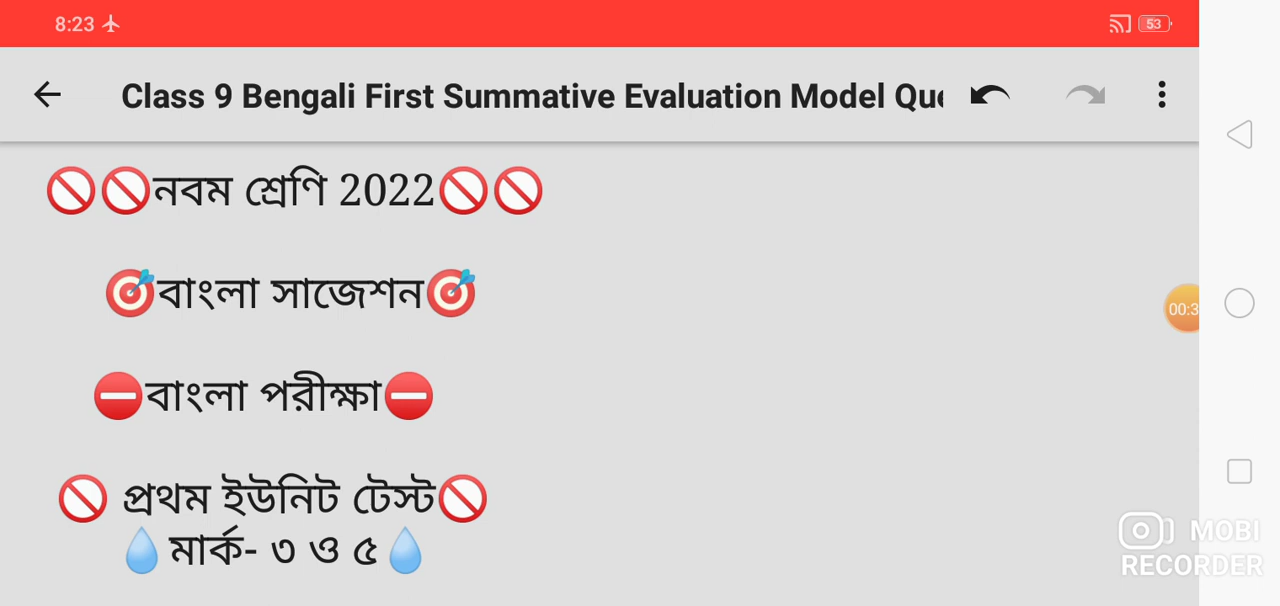 8:23
53
Class 9 Bengali First Summative Evaluation Model Que
🚫🚫নবম শ্রেণি 2022🚫🚫
🎯বাংলা সাজেশন🎯
00:3
⛔বাংলা পরীক্ষা⛔
🚫 প্রথম ইউনিট টেস্ট🚫
💧মার্ক- ৩ ও ৫💧
MOBI
RECORDER